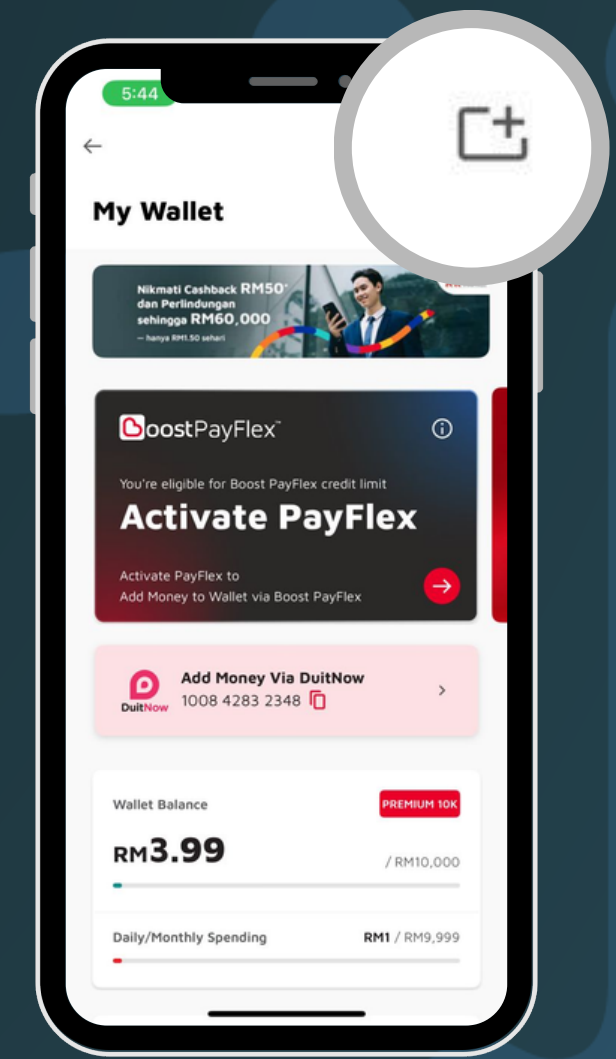 5:44
My Wallet
Nikmati Cashback RM50*
dan Perlindungan
sehingga RM60,000
— hanya RM1.50 sehari
BoostPayFlex™
You're eligible for Boost PayFlex credit limit
Activate PayFlex
Activate PayFlex to
Add Money to Wallet via Boost PayFlex
Add Money Via DuitNow
1008 4283 2348
DuitNow
Wallet Balance
PREMIUM 10K
RM3.99
/ RM10,000
Daily/Monthly Spending
RM1 / RM9,999